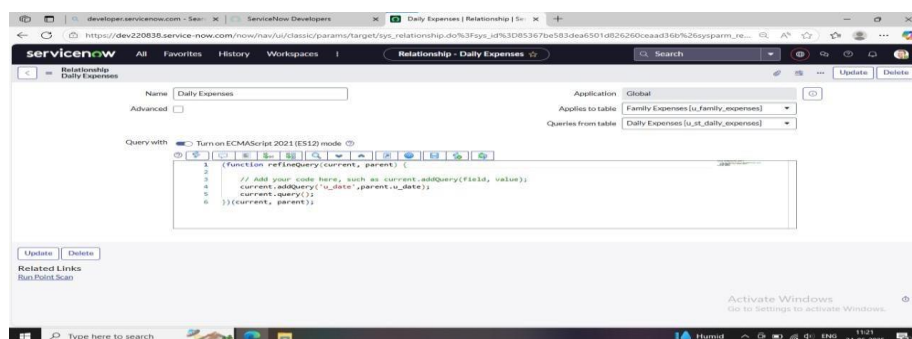 developer.servicenow.com - Sear
ServiceNow Developers
Daily Expenses | Relationship | Se
https://dev220838.service-now.com/now/nav/ui/classic/params/target/sys_relationship.do%3Fsys_id%3D85367be583dea6501d826260ceaad36b%26sysparm_re...
servicenow
All
Favorites
History
Workspaces
Relationship - Daily Expenses
Search
Relationship
Daily Expenses
Update
Delete
Name
Daily Expenses
Application
Global
Advanced
Applies to table
Family Expenses [u_family_expenses]
Queries from table
Daily Expenses [u_st_daily_expenses]
Query with
Turn on ECMAScript 2021 (ES12) mode
1 (function refineQuery(current, parent) {
2
3 // Add your code here, such as current.addQuery(field, value);
4 current.addQuery('u_date',parent.u_date);
5 current.query();
6 })(current, parent);
Update
Delete
Related Links
Run Point Scan
Activate Windows
Go to Settings to activate Windows.
Type here to search
Humid
ENG
11:21